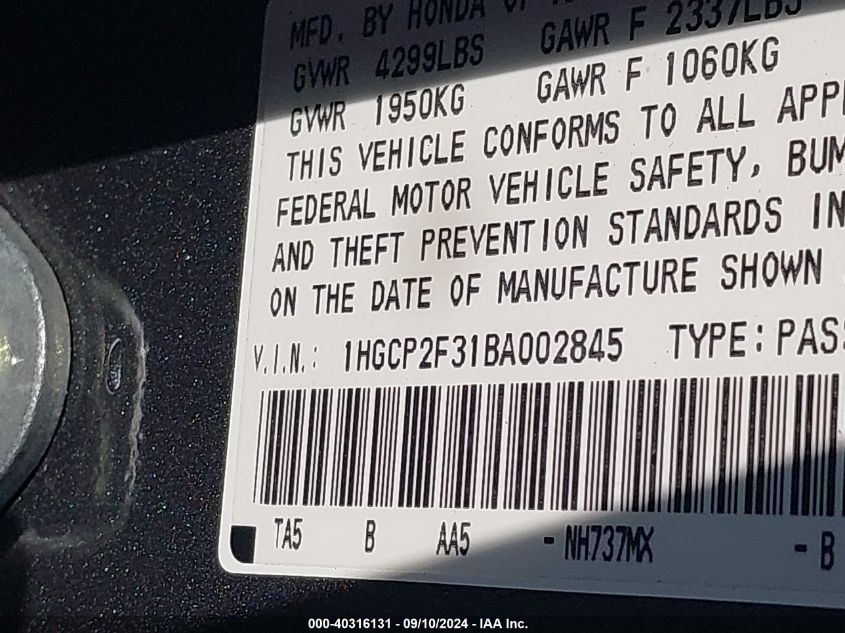 MFD. BY HONDA OF
GVWR 4299LBS GAWR F 2337LBS
GVWR 1950KG GAWR F 1060KG
THIS VEHICLE CONFORMS TO ALL APPL
FEDERAL MOTOR VEHICLE SAFETY, BUM
AND THEFT PREVENTION STANDARDS IN
ON THE DATE OF MANUFACTURE SHOWN
V.I.N.: 1HGCP2F31BA002845 TYPE: PASS
TA5 B AA5 - NH737MX - B
000-40316131 - 09/10/2024 - IAA Inc.